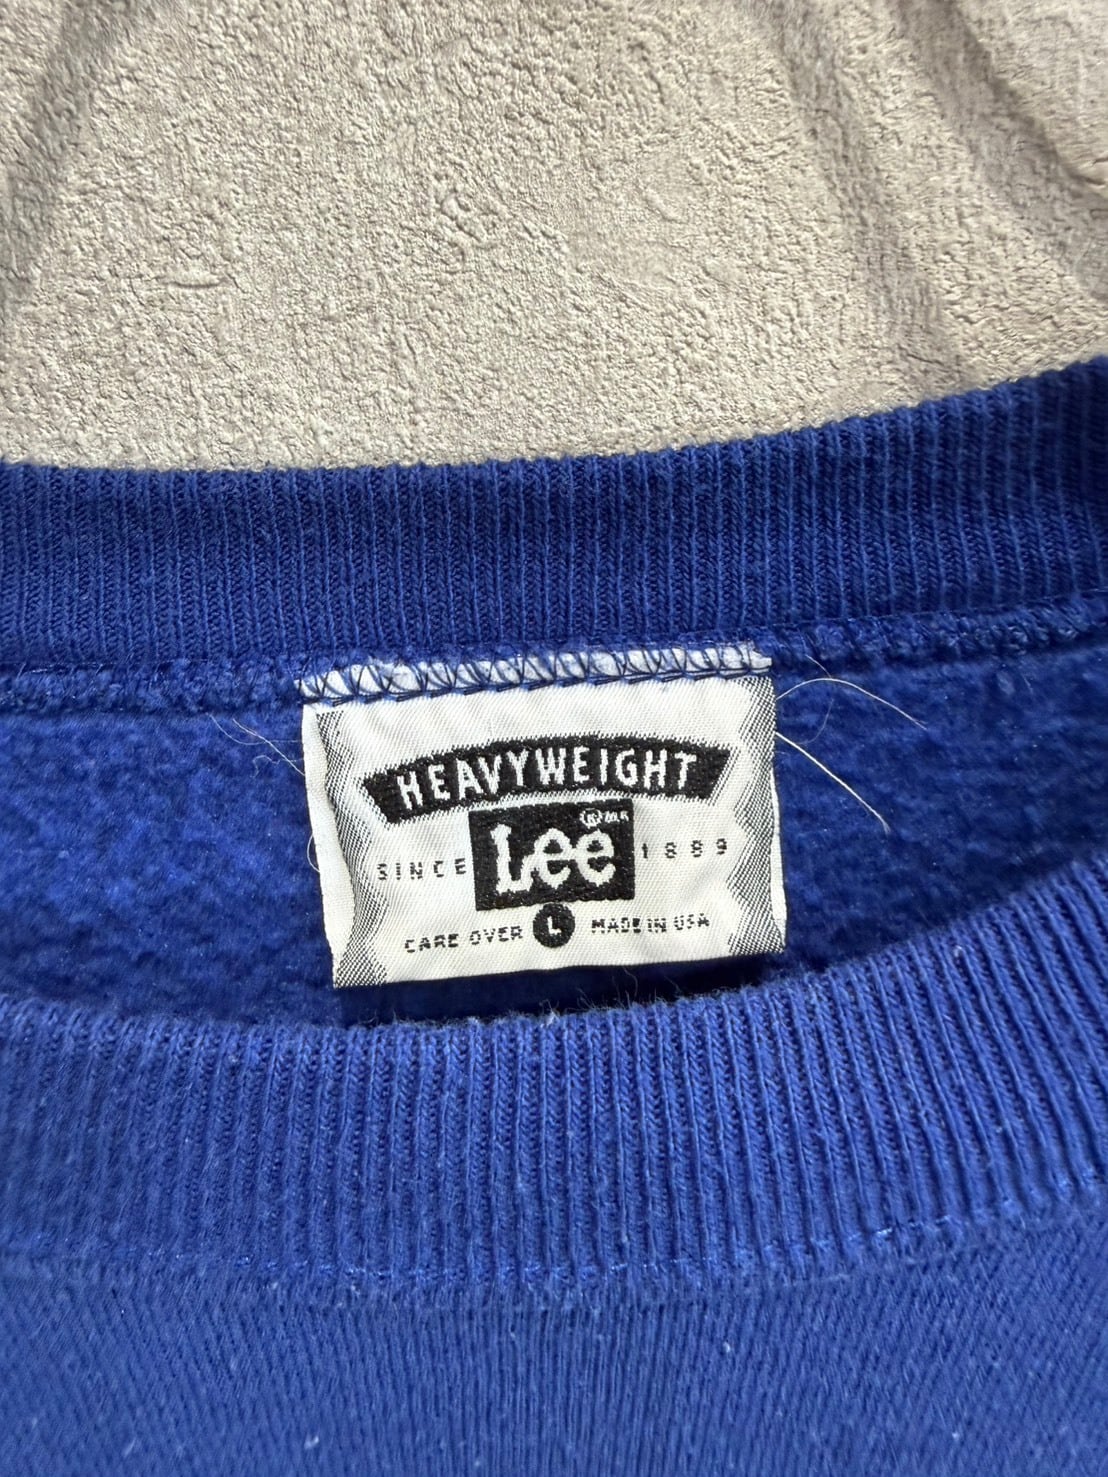 HEAVYWEIGHT
SINCE Lee (R) M.R. 1889
CARE OVER L MADE IN USA